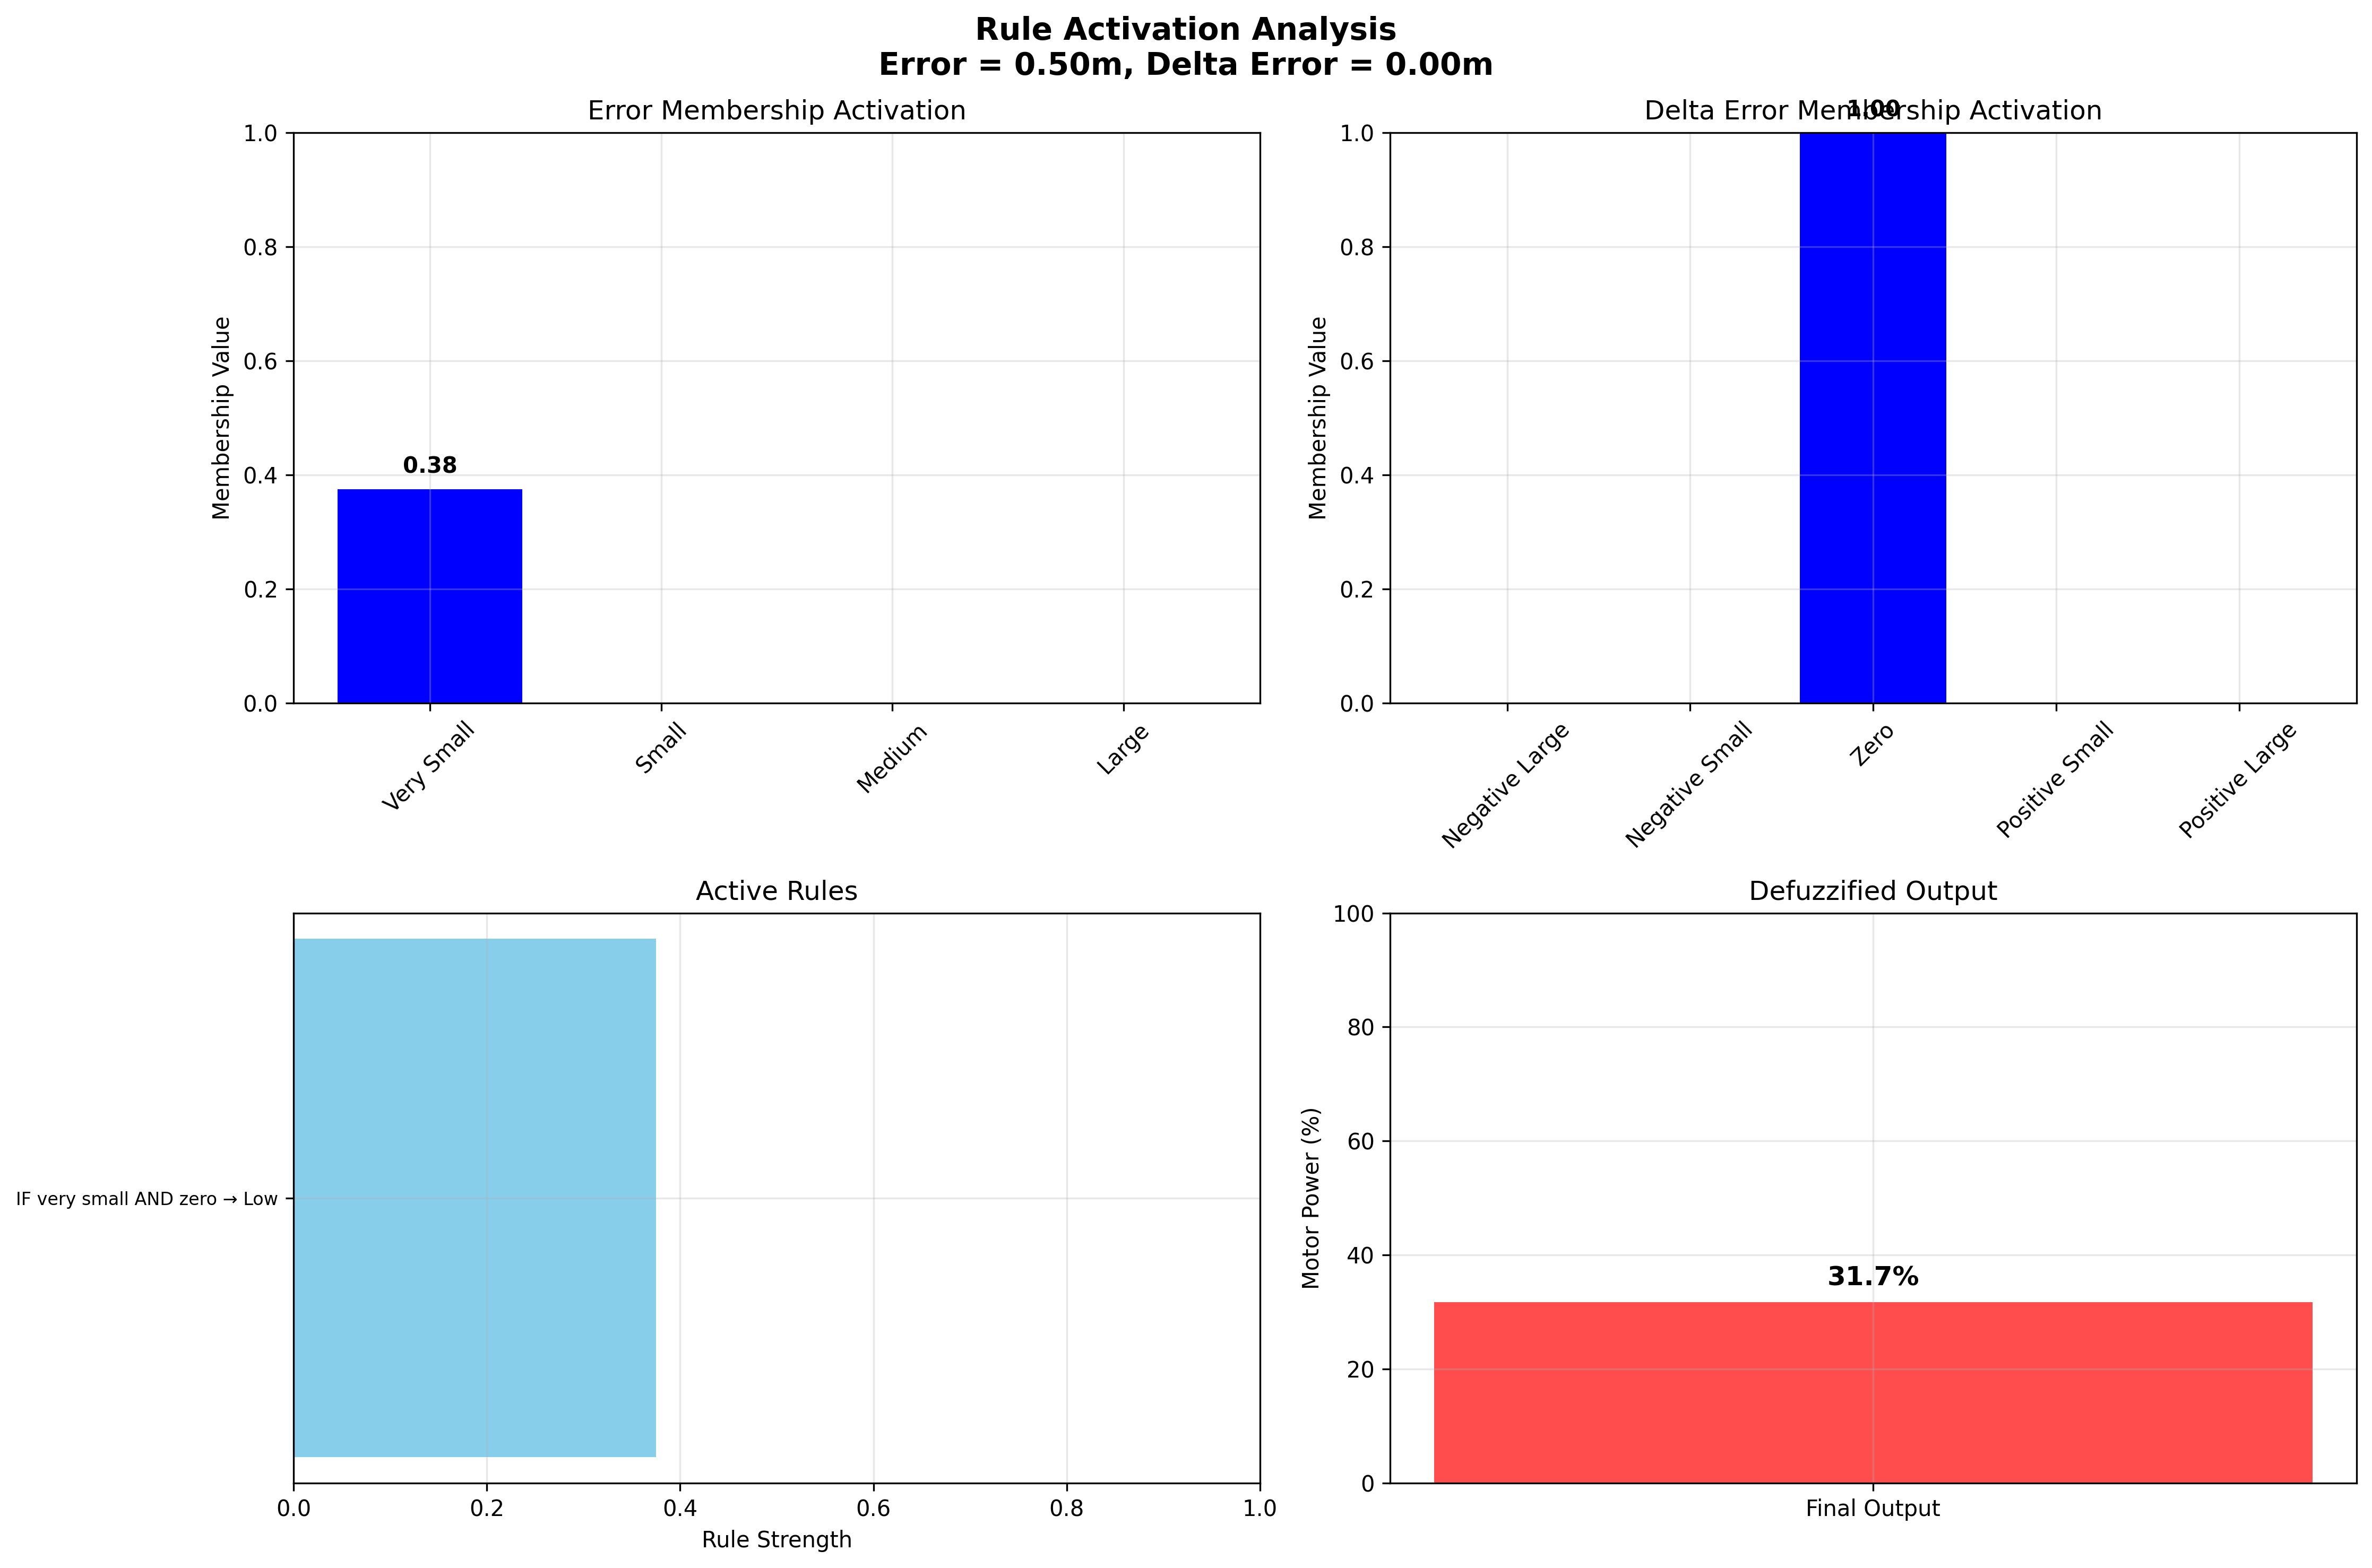 Rule Activation Analysis
Error = 0.50m, Delta Error = 0.00m
Error Membership Activation
1.0
0.8
0.6
0.4
0.2
0.0
Membership Value
0.38
Very Small
Small
Medium
Large
Delta Error Membership Activation
1.00
1.0
0.8
0.6
0.4
0.2
0.0
Membership Value
Negative Large
Negative Small
Zero
Positive Small
Positive Large
Active Rules
IF very small AND zero → Low
0.0
0.2
0.4
0.6
0.8
1.0
Rule Strength
Defuzzified Output
100
80
60
40
20
0
Motor Power (%)
31.7%
Final Output